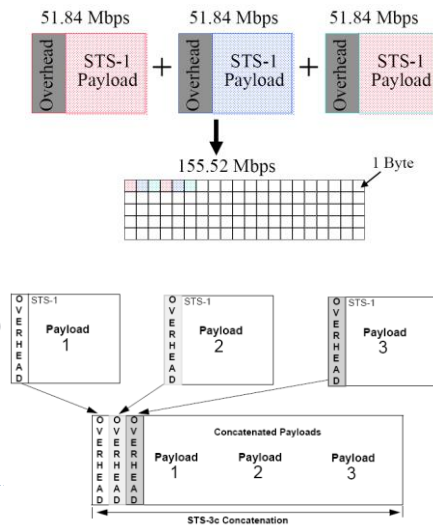 51.84 Mbps 51.84 Mbps 51.84 Mbps
Overhead STS-1 Payload + Overhead STS-1 Payload + Overhead STS-1 Payload
155.52 Mbps
1 Byte
STS-1 STS-1 STS-1
OVERHEAD Payload 1 OVERHEAD Payload 2 OVERHEAD Payload 3
OVERHEAD OVERHEAD OVERHEAD
Concatenated Payloads
Payload 1 Payload 2 Payload 3
STS-3c Concatenation